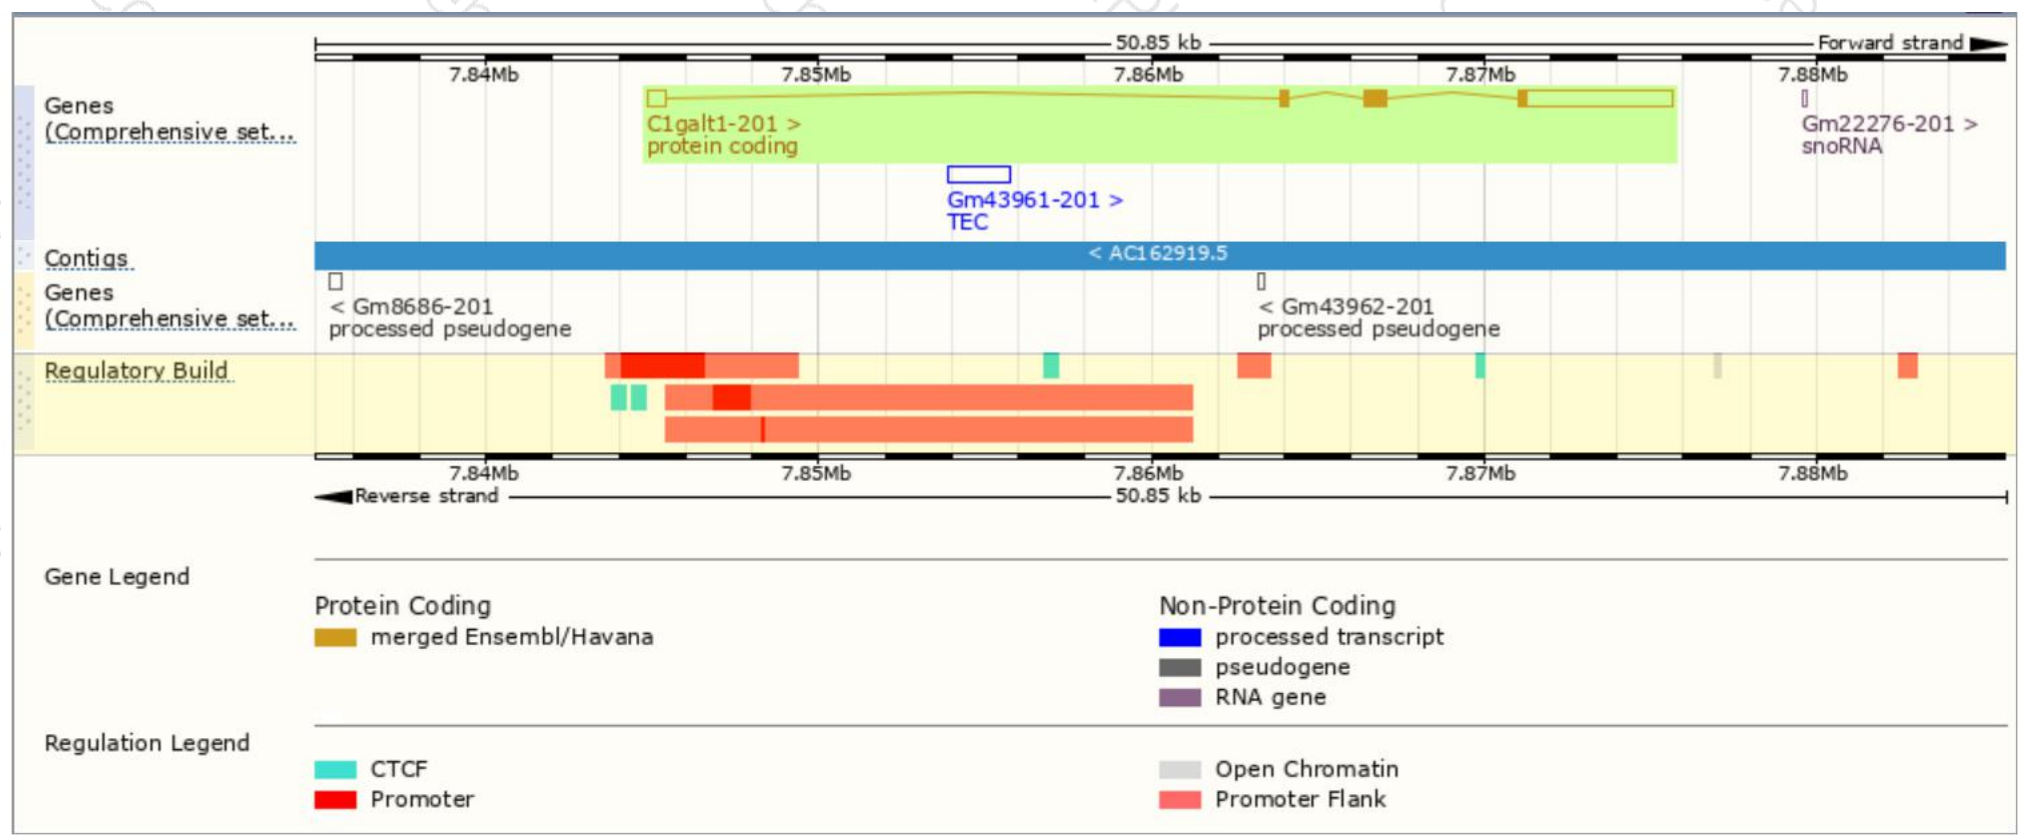 50.85 kb Forward strand
7.84Mb 7.85Mb 7.86Mb 7.87Mb 7.88Mb
Genes
(Comprehensive set...
C1galt1-201 >
protein coding
Gm22276-201 >
snoRNA
Gm43961-201 >
TEC
Contigs
< AC162919.5
Genes
(Comprehensive set...
< Gm8686-201
processed pseudogene
< Gm43962-201
processed pseudogene
Regulatory Build
7.84Mb 7.85Mb 7.86Mb 7.87Mb 7.88Mb
Reverse strand 50.85 kb
Gene Legend
Protein Coding
merged Ensembl/Havana
Non-Protein Coding
processed transcript
pseudogene
RNA gene
Regulation Legend
CTCF
Promoter
Open Chromatin
Promoter Flank